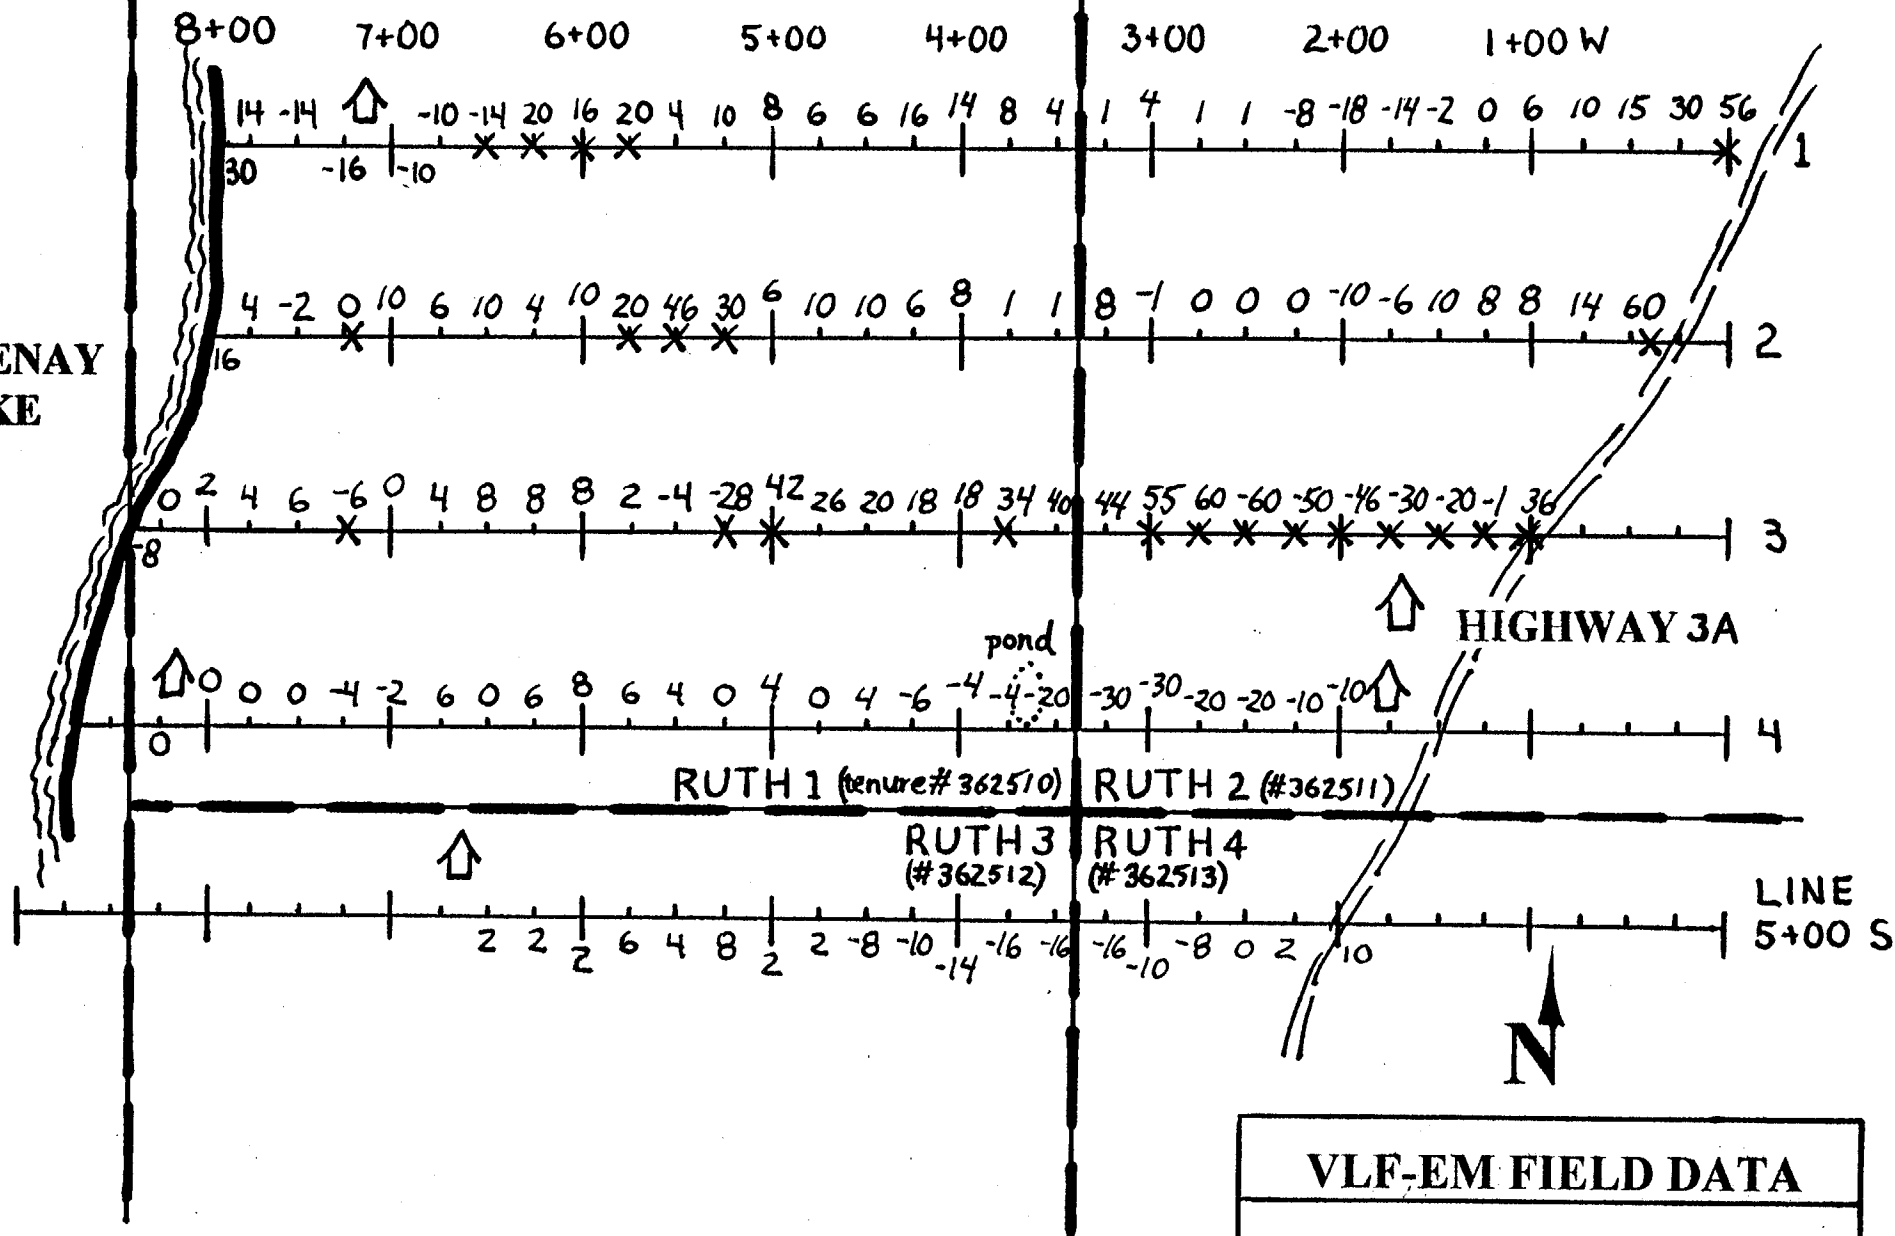 8+00 7+00 6+00 5+00 4+00 3+00 2+00 1+00 W
14 -14 -10 -14 20 16 20 4 10 8 6 6 16 14 8 4 1 4 1 1 -8 -18 -14 -2 0 6 10 15 30 56
30 -16 -10
1
4 -2 0 10 6 10 4 10 20 46 30 6 10 10 6 8 1 1 8 -1 0 0 0 -10 -6 10 8 8 14 60
16
2
ENAY
KE
0 2 4 6 -6 0 4 8 8 8 2 -4 -28 42 26 20 18 18 34 40 44 55 60 -60 -50 -46 -30 -20 -1 36
-8
3
HIGHWAY 3A
pond
0 0 0 -4 -2 6 0 6 8 6 4 0 4 0 4 -6 -4 -4 -20 -30 -30 -20 -20 -10 -10
0
4
RUTH 1 (tenure# 362510) RUTH 2 (#362511)
RUTH 3 RUTH 4
(#362512) (#362513)
LINE
5+00 S
2 2 2 6 4 8 2 2 -8 -10 -14 -16 -16 -16 -10 -8 0 2 10
N
VLF-EM FIELD DATA